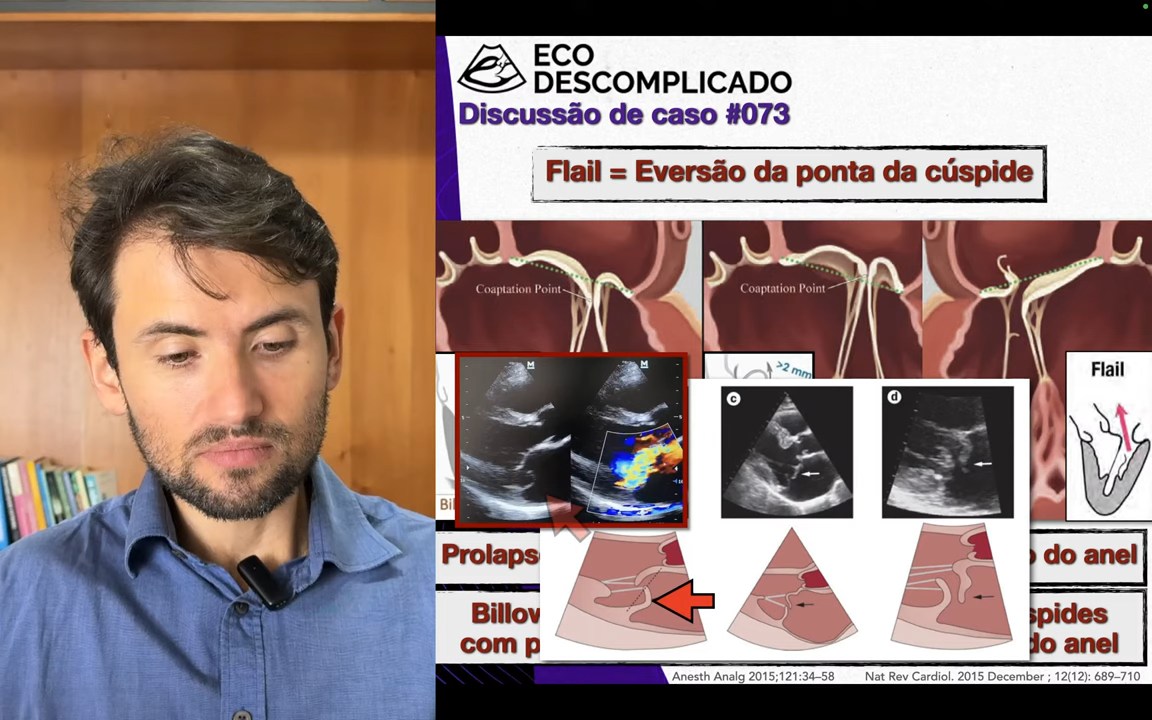 ECO
DESCOMPLICADO
Discussão de caso #073
Flail = Eversão da ponta da cúspide
Coaptation Point
Coaptation Point
M
M
>2 mm
c
d
Flail
Bil
Prolaps
o do anel
Billov
spides
com p
do anel
Anesth Analg 2015;121:34–58
Nat Rev Cardiol. 2015 December ; 12(12): 689–710